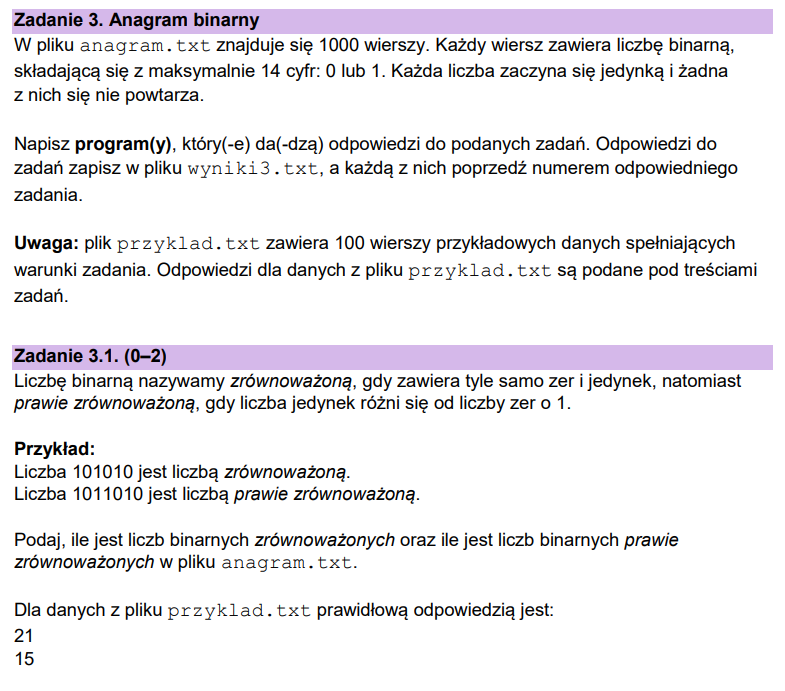 Zadanie 3. Anagram binarny
W pliku anagram.txt znajduje się 1000 wierszy. Każdy wiersz zawiera liczbę binarną,
składającą się z maksymalnie 14 cyfr: 0 lub 1. Każda liczba zaczyna się jedynką i żadna
z nich się nie powtarza.
Napisz program(y), który(-e) da(-dzą) odpowiedzi do podanych zadań. Odpowiedzi do
zadań zapisz w pliku wyniki3.txt, a każdą z nich poprzedź numerem odpowiedniego
zadania.
Uwaga: plik przyklad.txt zawiera 100 wierszy przykładowych danych spełniających
warunki zadania. Odpowiedzi dla danych z pliku przyklad.txt są podane pod treściami
zadań.
Zadanie 3.1. (0–2)
Liczbę binarną nazywamy zrównoważoną, gdy zawiera tyle samo zer i jedynek, natomiast
prawie zrównoważoną, gdy liczba jedynek różni się od liczby zer o 1.
Przykład:
Liczba 101010 jest liczbą zrównoważoną.
Liczba 1011010 jest liczbą prawie zrównoważoną.
Podaj, ile jest liczb binarnych zrównoważonych oraz ile jest liczb binarnych prawie
zrównoważonych w pliku anagram.txt.
Dla danych z pliku przyklad.txt prawidłową odpowiedzią jest:
21
15